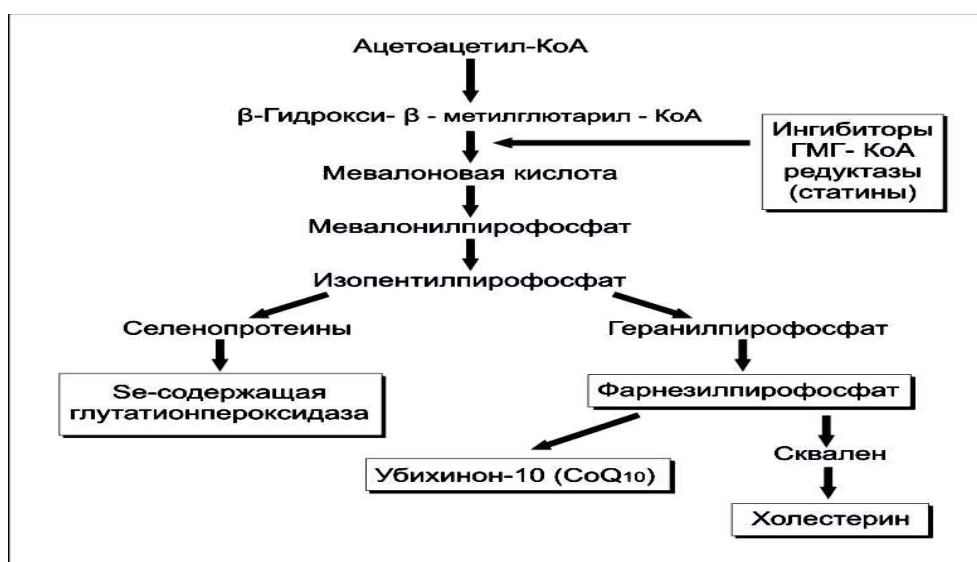 Ацетоацетил-КоА
β-Гидрокси- β - метилглютарил - КоА
Ингибиторы
ГМГ- КоА
редуктазы
(статины)
Мевалоновая кислота
Мевалонилпирофосфат
Изопентилпирофосфат
Селенопротеины
Геранилпирофосфат
Se-содержащая
глутатионпероксидаза
Фарнезилпирофосфат
Убихинон-10 (CoQ10)
Сквален
Холестерин